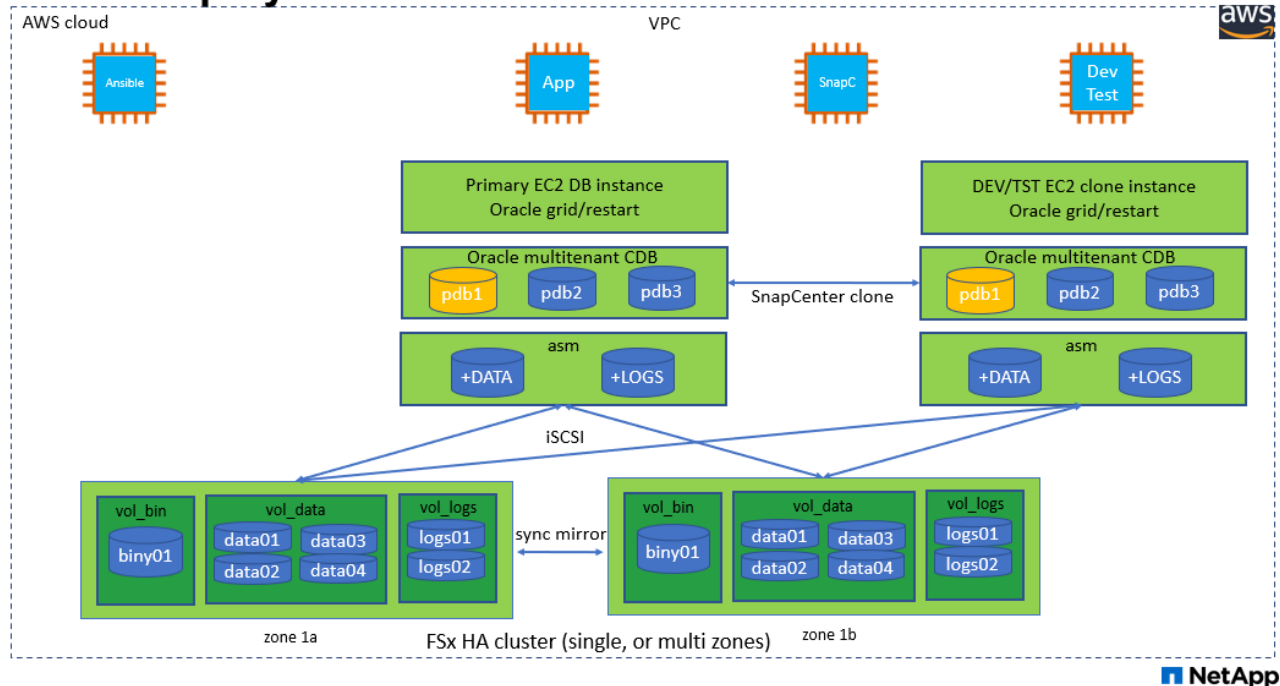 AWS cloud
VPC
aws
Ansible
App
SnapC
Dev
Test
Primary EC2 DB instance
Oracle grid/restart
DEV/TST EC2 clone instance
Oracle grid/restart
Oracle multitenant CDB
pdb1
pdb2
pdb3
SnapCenter clone
Oracle multitenant CDB
pdb1
pdb2
pdb3
asm
+DATA
+LOGS
asm
+DATA
+LOGS
iSCSI
vol_bin
biny01
vol_data
data01
data03
data02
data04
vol_logs
logs01
logs02
sync mirror
vol_bin
biny01
vol_data
data01
data03
data02
data04
vol_logs
logs01
logs02
zone 1a
FSx HA cluster (single, or multi zones)
zone 1b
NetApp